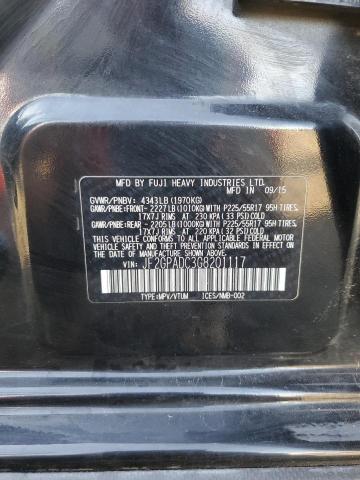 MFD BY FUJI HEAVY INDUSTRIES LTD.
MFD IN 09/15
GVWR/PNBV: 4343LB (1970KG)
GAWR/PNBE:FRONT- 2227LB (1010KG) WITH P225/55R17 95H TIRES.
17X7J RIMS AT 230 KPA ( 33 PSI) COLD
GAWR/PNBE:REAR - 2205LB (1000KG) WITH P225/55R17 95H TIRES.
17X7J RIMS AT 220 KPA ( 32 PSI) COLD
THIS VEHICLE CONFORMS TO ALL APPLICABLE FEDERAL MOTOR VEHICLE
SAFETY STANDARDS IN EFFECT ON THE DATE OF MANUFACTURE SHOWN ABOVE.
VIN: JF2GPADC3G8201117
TYPE:MPV/VTUM ICES/NMB-002